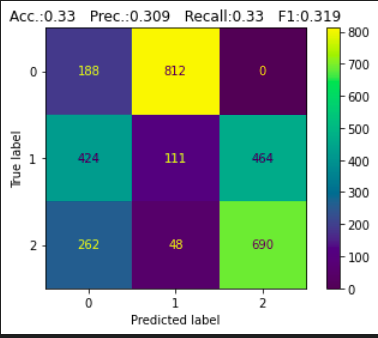 Acc.:0.33 Prec.:0.309 Recall:0.33 F1:0.319
800
700
600
500
400
300
200
100
0
True label
0 188 812 0
1 424 111 464
2 262 48 690
0 1 2
Predicted label